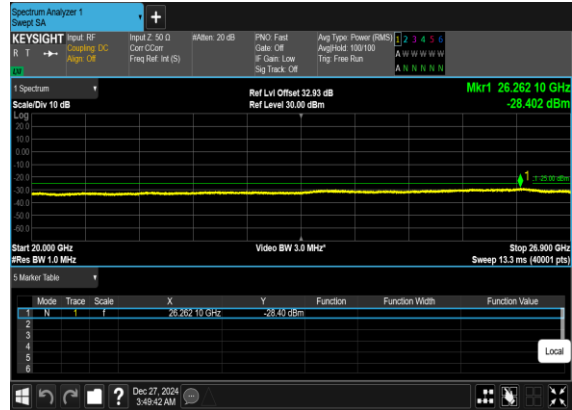 Spectrum Analyzer 1
Swept SA
+
KEYSIGHT Input: RF Input Z: 50 Ω #Atten: 20 dB PNO: Fast Avg Type: Power (RMS) 1 2 3 4 5 6
R T Coupling: DC Corr CCorr Gate: Off Avg|Hold: 100/100 A W W W W W
Align: Off Freq Ref: Int (S) IF Gain: Low Trig: Free Run
Sig Track: Off A N N N N N
1 Spectrum Ref Lvl Offset 32.93 dB Mkr1 26.262 10 GHz
Scale/Div 10 dB Ref Level 30.00 dBm -28.402 dBm
Log
20.0
10.0
0.00
-10.0
1
-20.0
-30.0
-40.0
-50.0
-60.0
Start 20.000 GHz Video BW 3.0 MHz* Stop 26.900 GHz
#Res BW 1.0 MHz Sweep 13.3 ms (40001 pts)
5 Marker Table
Mode Trace Scale X Y Function Function Width Function Value
1 N 1 f 26.262 10 GHz -28.40 dBm
2
3
4
5
6
Local
? Dec 27, 2024
3:49:42 AM